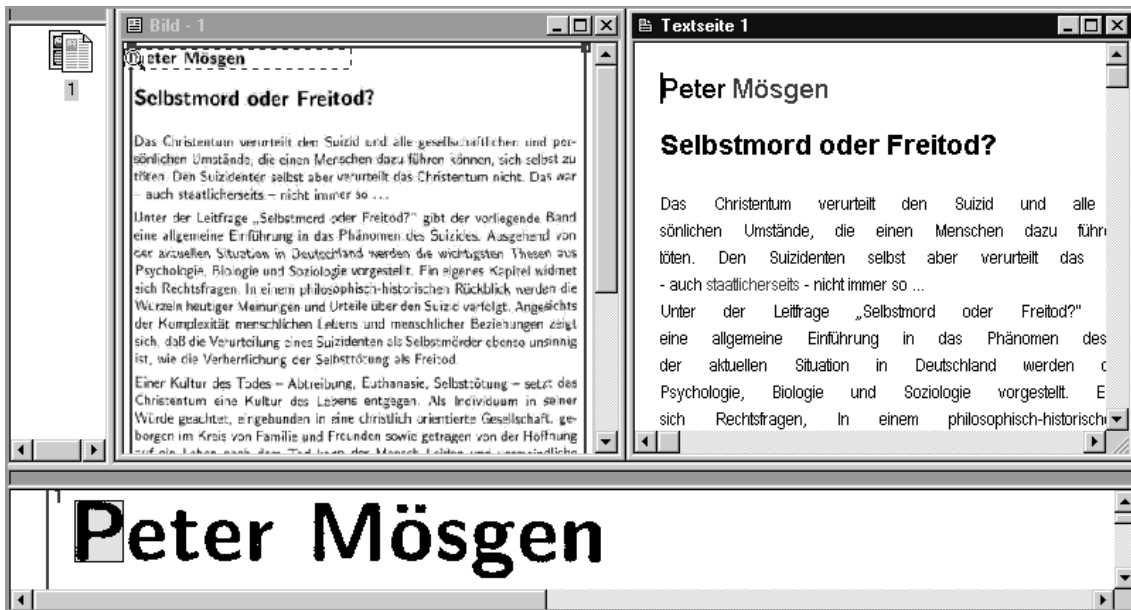 Bild - 1
Textseite 1
1
Peter Mösgen
Selbstmord oder Freitod?
Das Christentum verurteilt den Suizid und alle gesellschaftlichen und per-
sönlichen Umstände, die einen Menschen dazu führen können, sich selbst zu
töten. Den Suizidenten selbst aber verurteilt das Christentum nicht. Das war
– auch staatlicherseits – nicht immer so ...
Unter der Leitfrage „Selbstmord oder Freitod?" gibt der vorliegende Band
eine allgemeine Einführung in das Phänomen des Suizides. Ausgehend von
der aktuellen Situation in Deutschland werden die wichtigsten Thesen aus
Psychologie, Biologie und Soziologie vorgestellt. Ein eigenes Kapitel widmet
sich Rechtsfragen. In einem philosophisch-historischen Rückblick werden die
Wurzeln heutiger Meinungen und Urteile über den Suizid verfolgt. Angesichts
der Komplexität menschlichen Lebens und menschlicher Beziehungen zeigt
sich, daß die Verurteilung eines Suizidenten als Selbstmörder ebenso unsinnig
ist, wie die Verherrlichung der Selbsttötung als Freitod.
Einer Kultur des Todes – Abtreibung, Euthanasie, Selbsttötung – setzt das
Christentum eine Kultur des Lebens entgegen. Als Individuum in seiner
Würde geachtet, eingebunden in eine christlich orientierte Gesellschaft, ge-
borgen im Kreis von Familie und Freunden sowie getragen von der Hoffnung
auf ein Leben nach dem Tod kann der Mensch Leiden und
Peter Mösgen
Selbstmord oder Freitod?
Das Christentum verurteilt den Suizid und alle
sönlichen Umstände, die einen Menschen dazu führ
töten. Den Suizidenten selbst aber verurteilt das
- auch staatlicherseits - nicht immer so ...
Unter der Leitfrage „Selbstmord oder Freitod?"
eine allgemeine Einführung in das Phänomen des
der aktuellen Situation in Deutschland werden
Psychologie, Biologie und Soziologie vorgestellt. E
sich Rechtsfragen, In einem philosophisch-historisch
1
Peter Mösgen